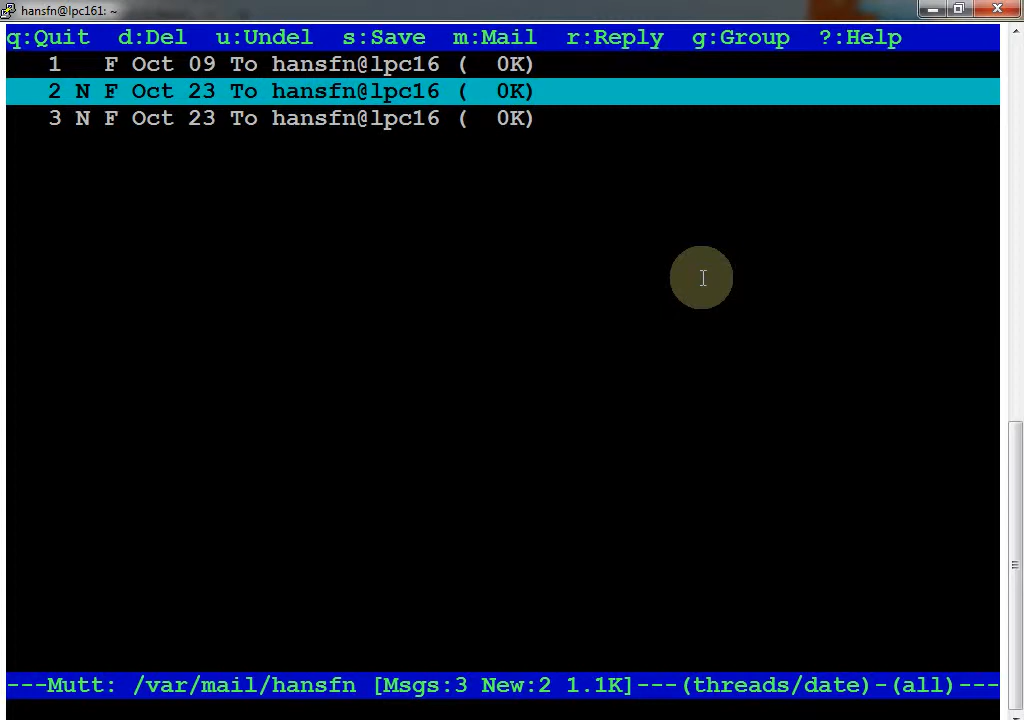 hansfn@lpc161: ~
q:Quit  d:Del  u:Undel  s:Save  m:Mail  r:Reply  g:Group  ?:Help
1   F Oct 09 To hansfn@lpc16 (  0K)
2 N F Oct 23 To hansfn@lpc16 (  0K)
3 N F Oct 23 To hansfn@lpc16 (  0K)
---Mutt: /var/mail/hansfn [Msgs:3 New:2 1.1K]---(threads/date)-(all)---